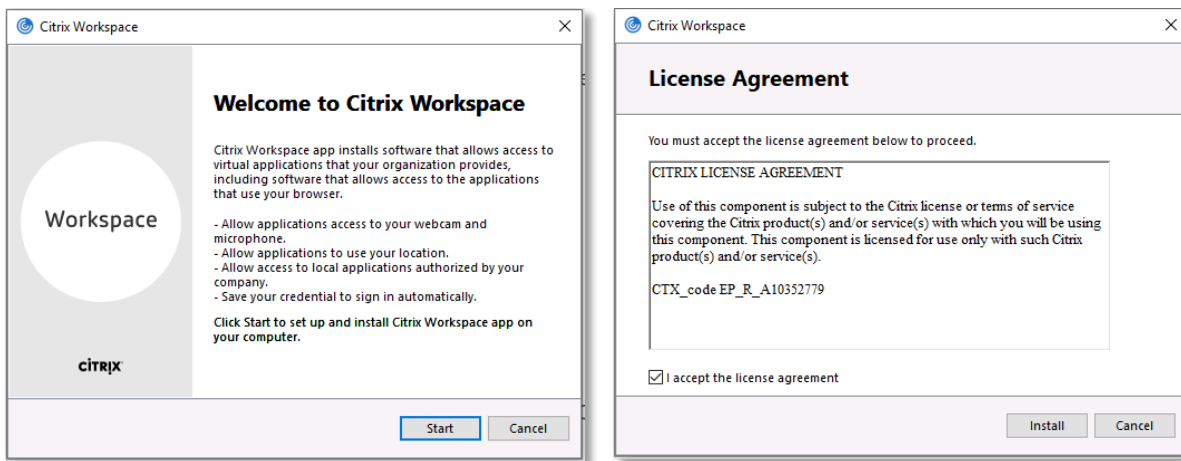 Citrix Workspace
Welcome to Citrix Workspace
Citrix Workspace app installs software that allows access to
virtual applications that your organization provides,
including software that allows access to the applications
that use your browser.
- Allow applications access to your webcam and
microphone.
- Allow applications to use your location.
- Allow access to local applications authorized by your
company.
- Save your credential to sign in automatically.
Click Start to set up and install Citrix Workspace app on
your computer.
Workspace
CİTRIX
Start
Cancel
Citrix Workspace
License Agreement
You must accept the license agreement below to proceed.
CITRIX LICENSE AGREEMENT
Use of this component is subject to the Citrix license or terms of service
covering the Citrix product(s) and/or service(s) with which you will be using
this component. This component is licensed for use only with such Citrix
product(s) and/or service(s).
CTX_code EP_R_A10352779
I accept the license agreement
Install
Cancel